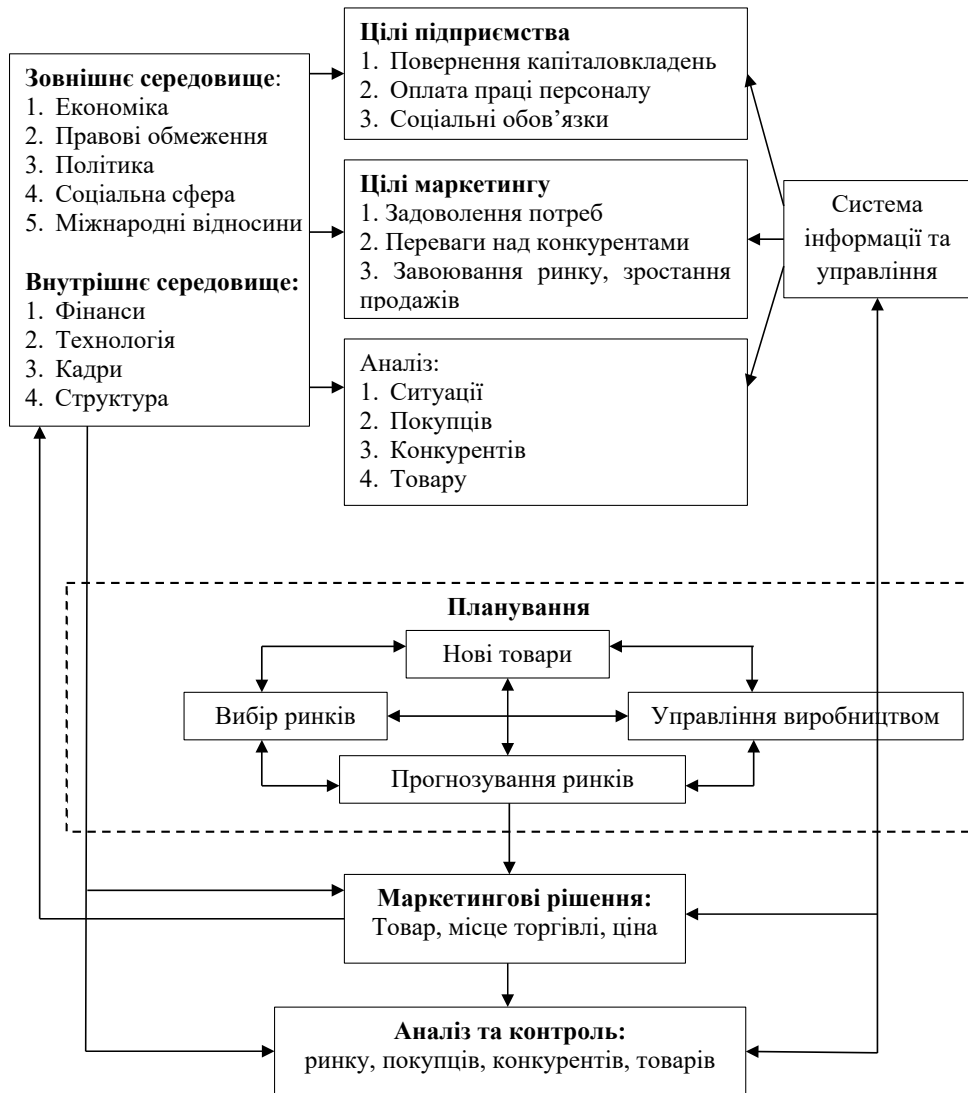 Зовнішнє середовище:
1. Економіка
2. Правові обмеження
3. Політика
4. Соціальна сфера
5. Міжнародні відносини
Внутрішнє середовище:
1. Фінанси
2. Технологія
3. Кадри
4. Структура
Цілі підприємства
1. Повернення капіталовкладень
2. Оплата праці персоналу
3. Соціальні обов’язки
Цілі маркетингу
1. Задоволення потреб
2. Переваги над конкурентами
3. Завоювання ринку, зростання
продажів
Аналіз:
1. Ситуації
2. Покупців
3. Конкурентів
4. Товару
Система
інформації та
управління
Планування
Нові товари
Вибір ринків
Управління виробництвом
Прогнозування ринків
Маркетингові рішення:
Товар, місце торгівлі, ціна
Аналіз та контроль:
ринку, покупців, конкурентів, товарів